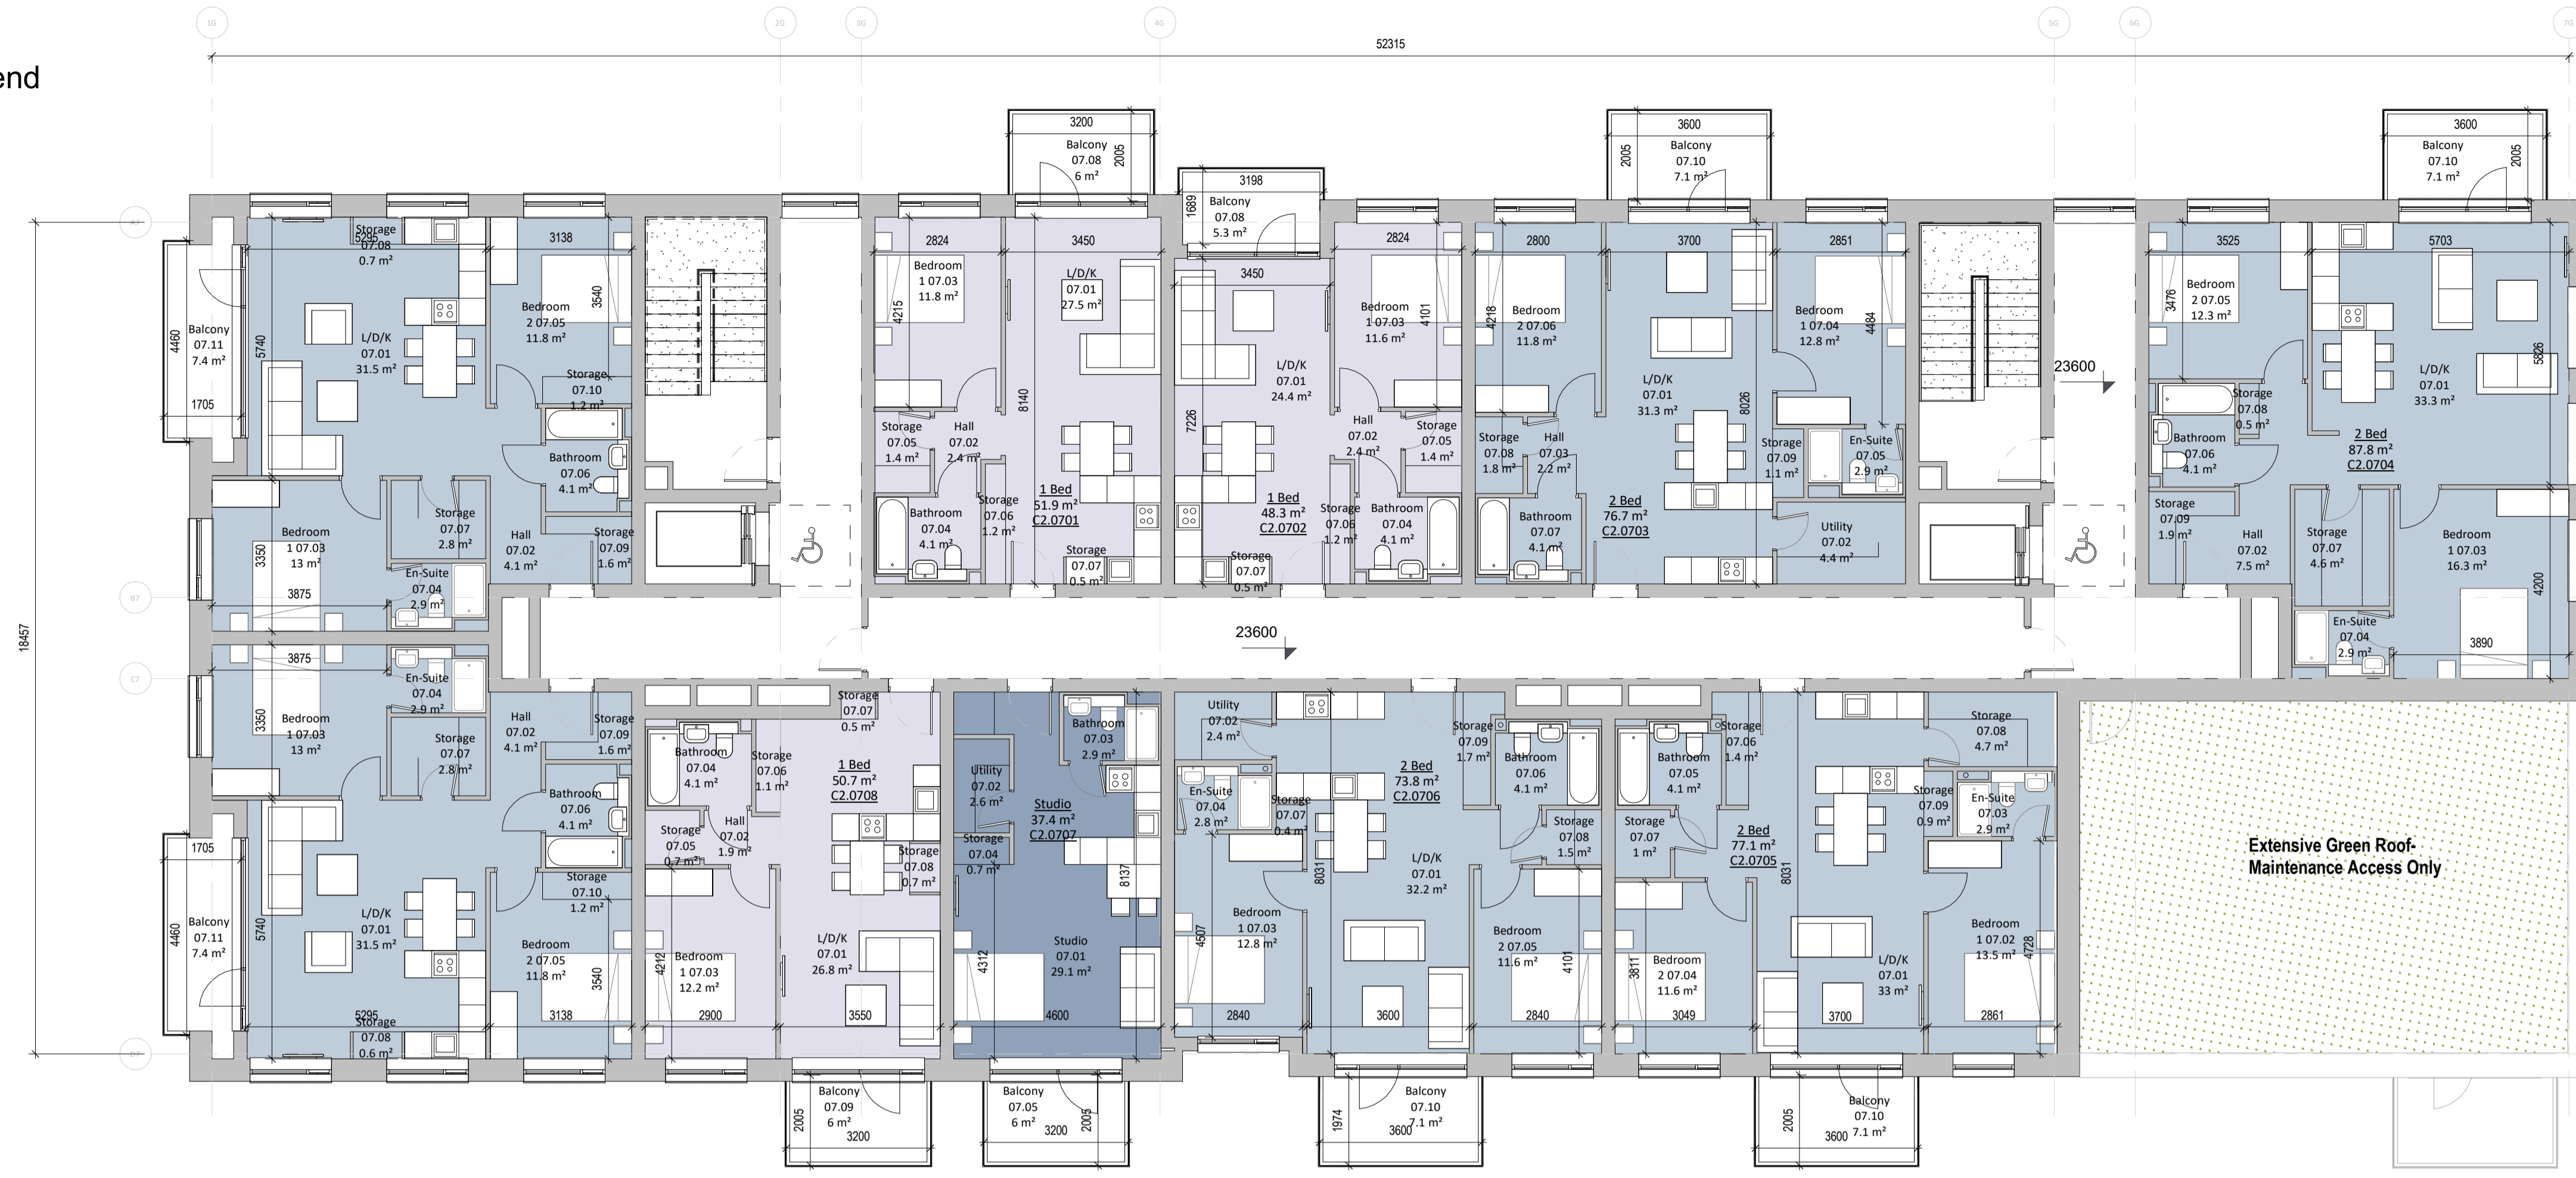 1G
2G
3G
4G
5G
6G
7G
52315
end
3200
Balcony
07.08
6 m²
2005
3198
Balcony
07.08
5.3 m²
1689
3600
Balcony
07.10
7.1 m²
2005
3600
Balcony
07.10
7.1 m²
2005
A7
B7
C7
D7
18457
4460
Balcony
07.11
7.4 m²
1705
5295
Storage
07.08
0.7 m²
5740
L/D/K
07.01
31.5 m²
3138
3540
Bedroom
2 07.05
11.8 m²
Storage
07.10
1.2 m²
Bathroom
07.06
4.1 m²
Storage
07.07
2.8 m²
Hall
07.02
4.1 m²
Storage
07.09
1.6 m²
Bedroom
1 07.03
13 m²
3350
3875
En-Suite
07.04
2.9 m²
2824
Bedroom
1 07.03
11.8 m²
4215
3450
L/D/K
07.01
27.5 m²
8140
Storage
07.05
1.4 m²
Hall
07.02
2.4 m²
Bathroom
07.04
4.1 m²
Storage
07.06
1.2 m²
1 Bed
51.9 m²
C2.0701
Storage
07.07
0.5 m²
3450
2824
Bedroom
1 07.03
11.6 m²
4101
L/D/K
07.01
24.4 m²
7226
Hall
07.02
2.4 m²
Storage
07.05
1.4 m²
1 Bed
48.3 m²
C2.0702
Storage
07.06
1.2 m²
Bathroom
07.04
4.1 m²
Storage
07.07
0.5 m²
2800
3700
2851
Bedroom
2 07.06
11.8 m²
4218
L/D/K
07.01
31.3 m²
8026
Bedroom
1 07.04
12.8 m²
4484
Storage
07.08
1.8 m²
Hall
07.03
2.2 m²
Storage
07.09
1.1 m²
En-Suite
07.05
2.9 m²
Bathroom
07.07
4.1 m²
2 Bed
76.7 m²
C2.0703
Utility
07.02
4.4 m²
23600
3525
5703
Bedroom
2 07.05
12.3 m²
3476
L/D/K
07.01
33.3 m²
5826
Storage
07.08
0.5 m²
Bathroom
07.06
4.1 m²
2 Bed
87.8 m²
C2.0704
Storage
07.09
1.9 m²
Hall
07.02
7.5 m²
Storage
07.07
4.6 m²
Bedroom
1 07.03
16.3 m²
4200
En-Suite
07.04
2.9 m²
3890
23600
3875
En-Suite
07.04
2.9 m²
3350
Bedroom
1 07.03
13 m²
Hall
07.02
4.1 m²
Storage
07.09
1.6 m²
Storage
07.07
2.8 m²
Bathroom
07.06
4.1 m²
1705
Storage
07.10
1.2 m²
4460
Balcony
07.11
7.4 m²
5740
L/D/K
07.01
31.5 m²
Bedroom
2 07.05
11.8 m²
3540
5295
3138
Storage
07.08
0.6 m²
Storage
07.07
0.5 m²
Bathroom
07.04
4.1 m²
Storage
07.06
1.1 m²
1 Bed
50.7 m²
C2.0708
Storage
07.05
0.7 m²
Hall
07.02
1.9 m²
Storage
07.08
0.7 m²
4212
Bedroom
1 07.03
12.2 m²
L/D/K
07.01
26.8 m²
2900
3550
Bathroom
07.03
2.9 m²
Utility
07.02
2.6 m²
Studio
37.4 m²
C2.0707
Storage
07.04
0.7 m²
8137
4312
Studio
07.01
29.1 m²
4600
Utility
07.02
2.4 m²
Storage
07.09
1.7 m²
2 Bed
73.8 m²
C2.0706
En-Suite
07.04
2.8 m²
Storage
07.07
0.4 m²
Bathroom
07.06
4.1 m²
Storage
07.08
1.5 m²
8031
L/D/K
07.01
32.2 m²
4507
Bedroom
1 07.03
12.8 m²
Bedroom
2 07.05
11.6 m²
4101
2840
3600
2840
Bathroom
07.05
4.1 m²
Storage
07.06
1.4 m²
Storage
07.08
4.7 m²
Storage
07.09
0.9 m²
En-Suite
07.03
2.9 m²
Storage
07.07
1 m²
2 Bed
77.1 m²
C2.0705
8031
3811
Bedroom
2 07.04
11.6 m²
L/D/K
07.01
33 m²
Bedroom
1 07.02
13.5 m²
4728
3049
3700
2861
Extensive Green Roof-
Maintenance Access Only
Balcony
07.09
6 m²
2005
3200
Balcony
07.05
6 m²
2005
3200
Balcony
07.10
7.1 m²
1974
3600
Balcony
07.10
7.1 m²
2005
3600